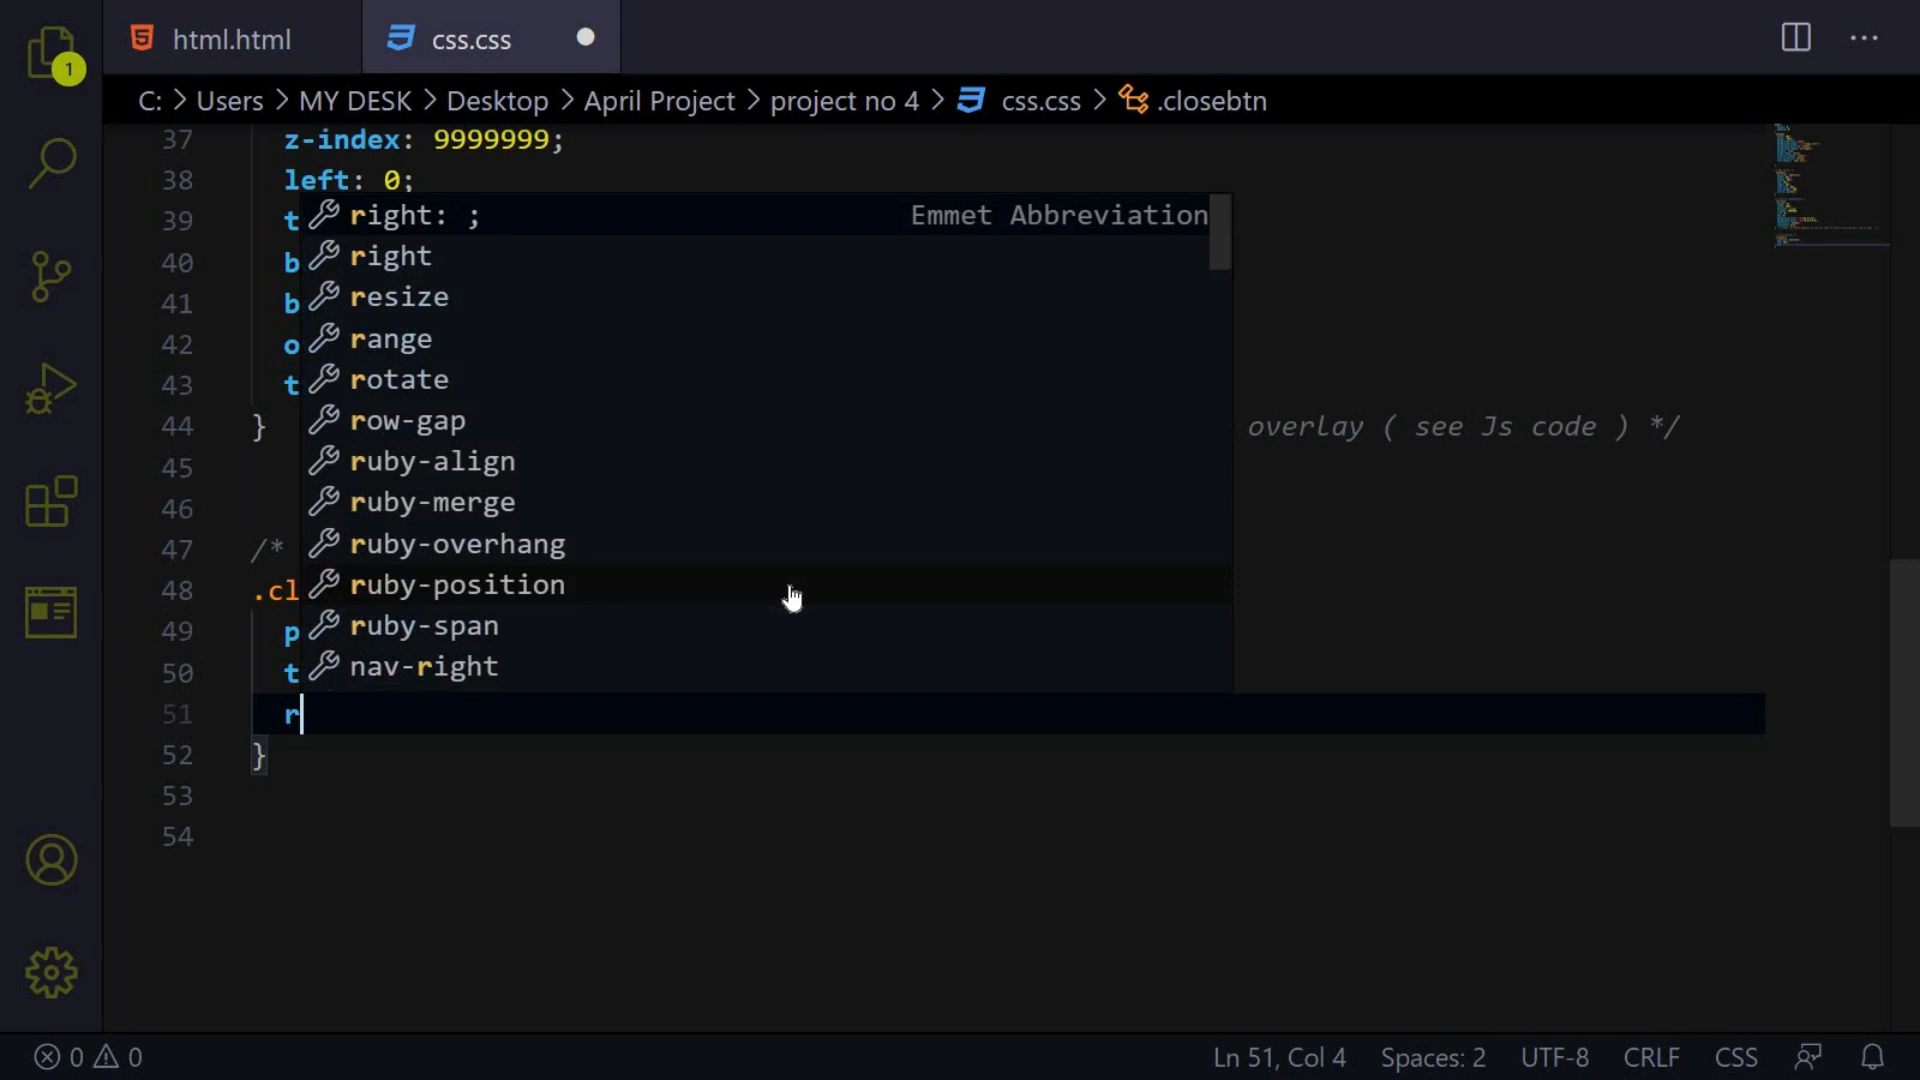 html.html css.css
1
C: > Users > MY DESK > Desktop > April Project > project no 4 > css.css > .closebtn
37 z-index: 9999999;
38 left: 0;
39 t right: ; Emmet Abbreviation
40 b right
41 b resize
42 o range
43 t rotate
44 } row-gap overlay ( see Js code ) */
45 ruby-align
46 ruby-merge
47 /* ruby-overhang
48 .cl ruby-position
49 p ruby-span
50 t nav-right
51 r
52 }
53
54
0 0 Ln 51, Col 4 Spaces: 2 UTF-8 CRLF CSS